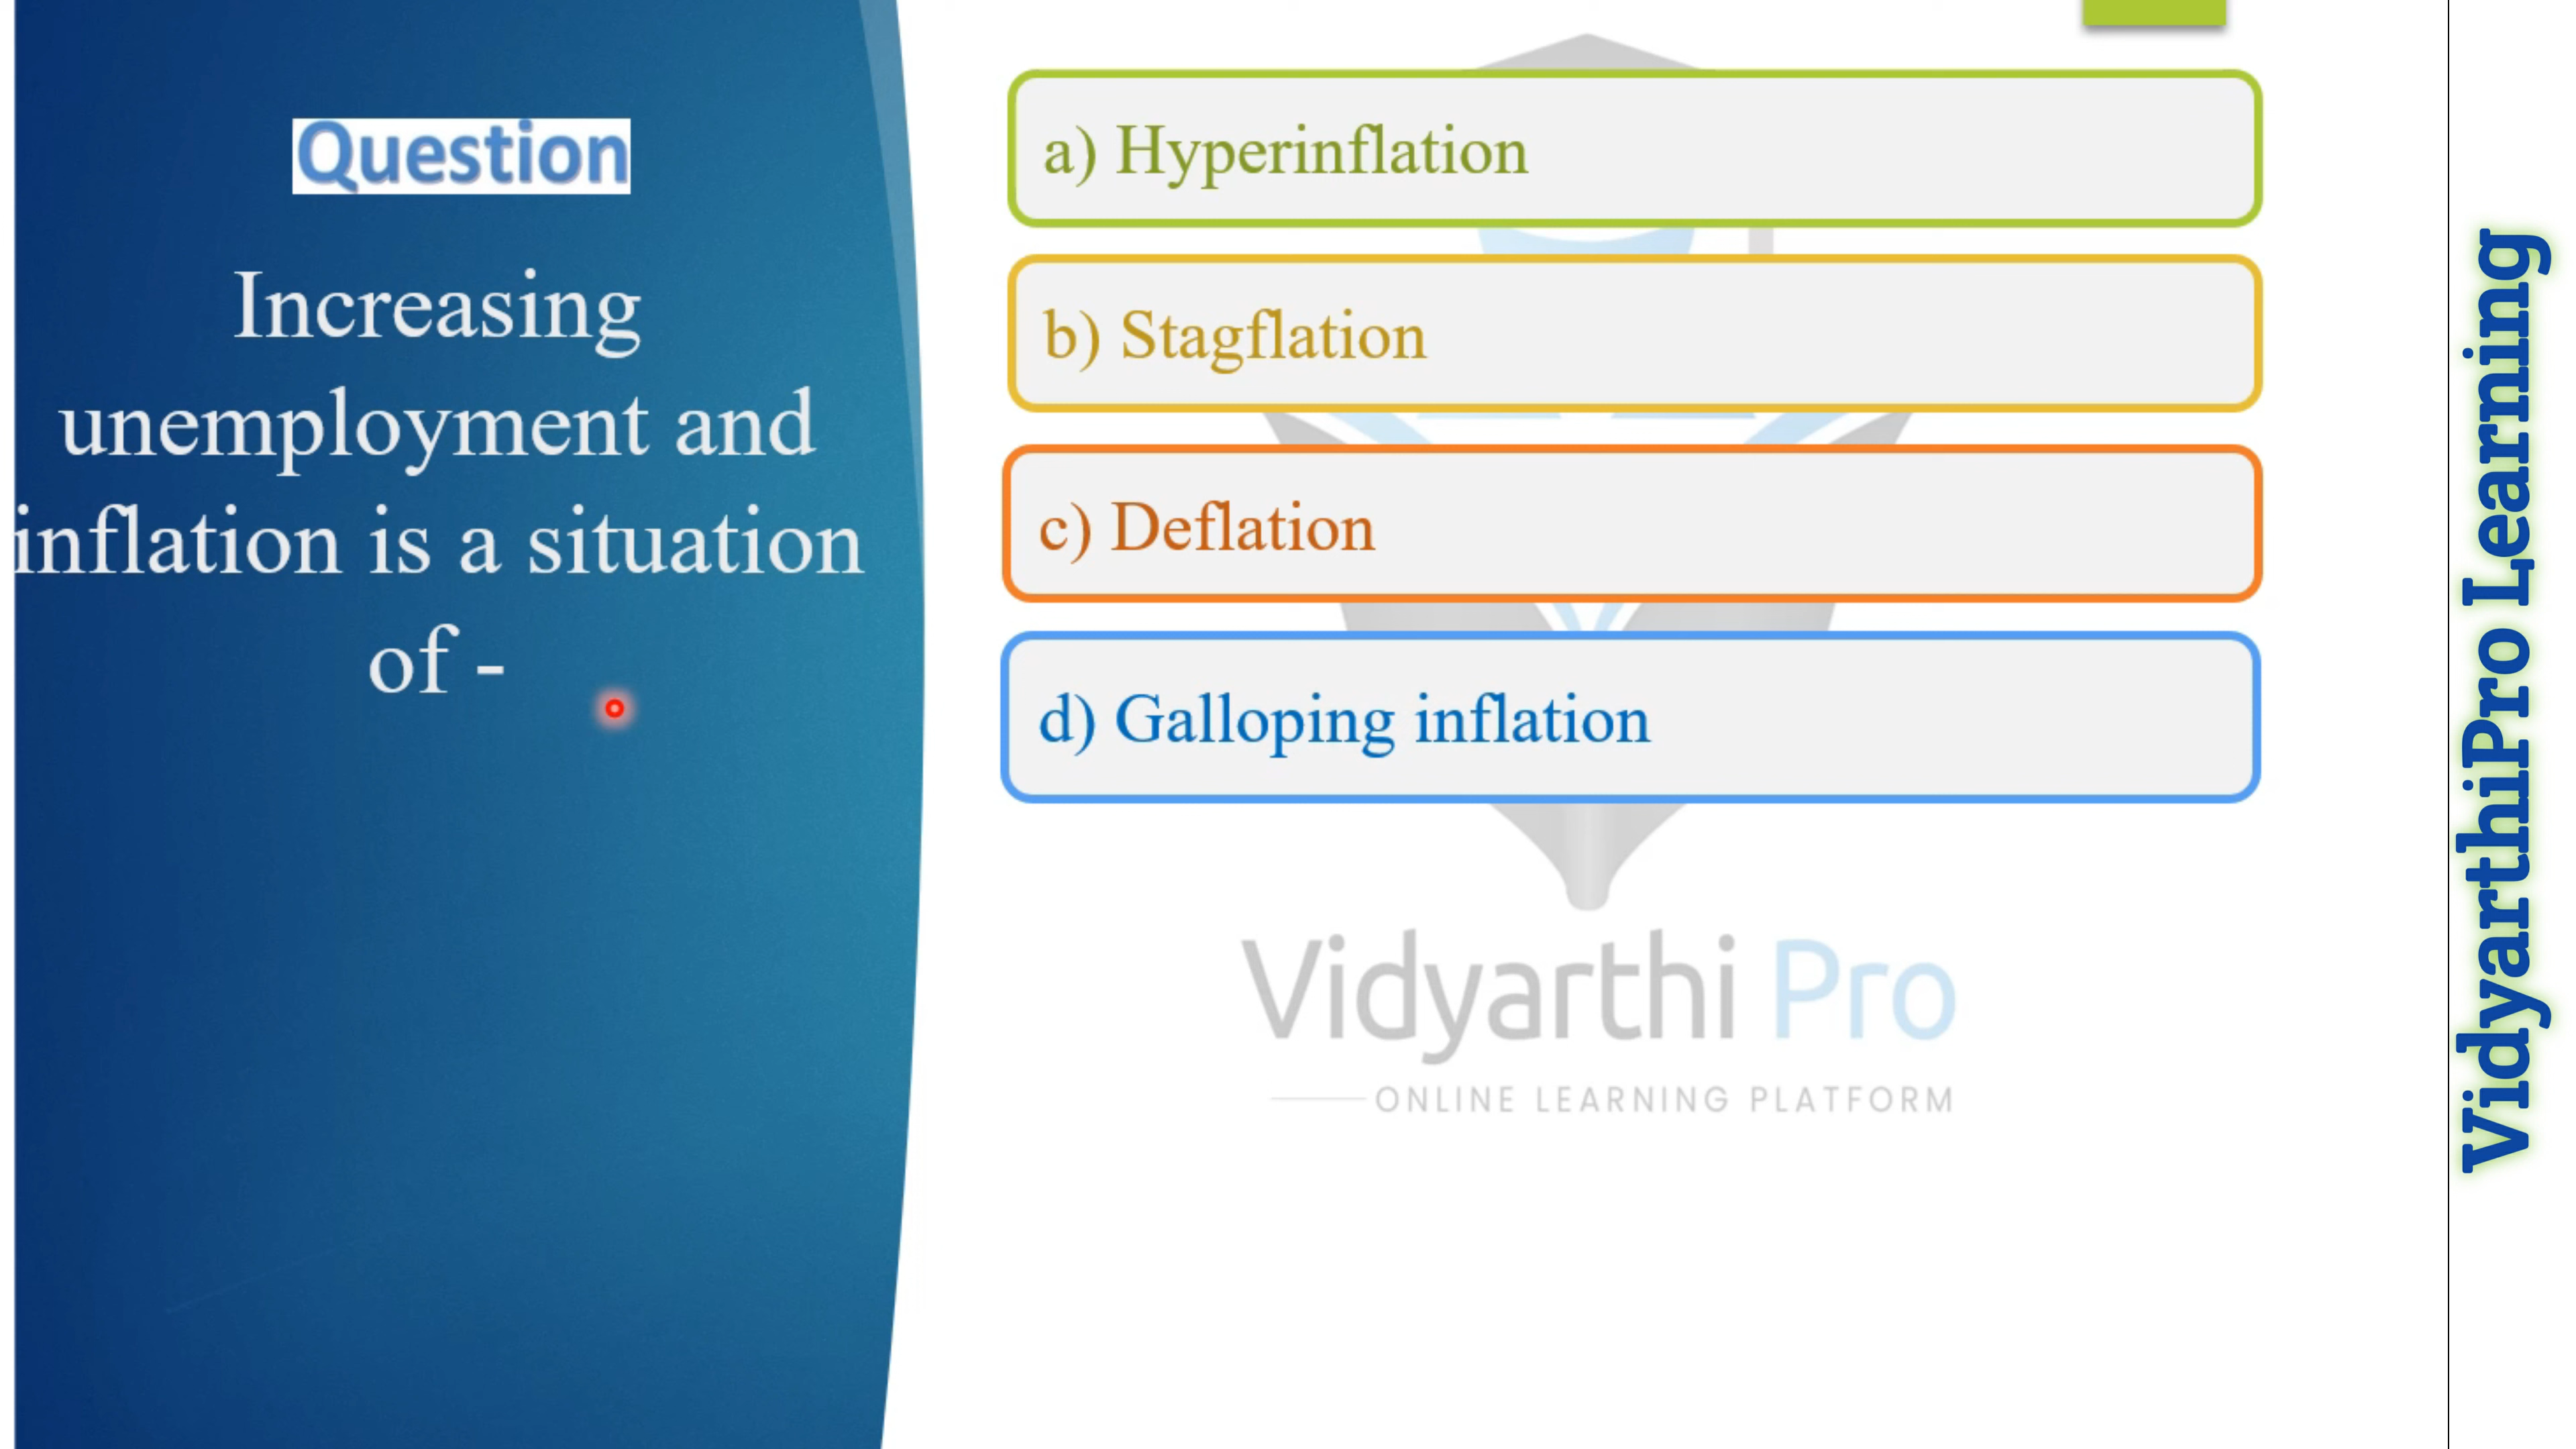 Question
Increasing
unemployment and
inflation is a situation
of -
a) Hyperinflation
b) Stagflation
c) Deflation
d) Galloping inflation
Vidyarthi Pro
ONLINE LEARNING PLATFORM
VidyarthiPro Learning